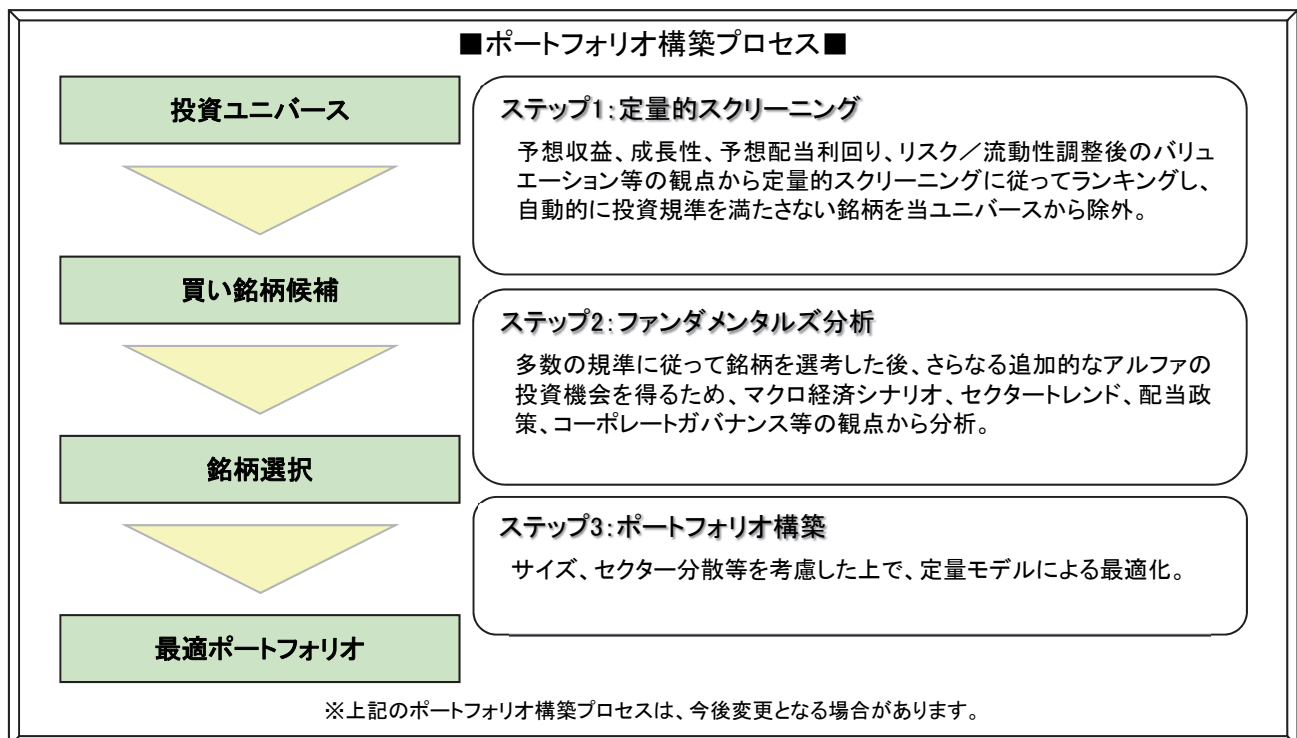 ■ポートフォリオ構築プロセス■
投資ユニバース
ステップ1：定量的スクリーニング
予想収益、成長性、予想配当利回り、リスク／流動性調整後のバリュ
エーション等の観点から定量的スクリーニングに従ってランキングし、
自動的に投資規準を満たさない銘柄を当ユニバースから除外。
買い銘柄候補
ステップ2：ファンダメンタルズ分析
多数の規準に従って銘柄を選考した後、さらなる追加的なアルファの
投資機会を得るため、マクロ経済シナリオ、セクタートレンド、配当政
策、コーポレートガバナンス等の観点から分析。
銘柄選択
ステップ3：ポートフォリオ構築
サイズ、セクター分散等を考慮した上で、定量モデルによる最適化。
最適ポートフォリオ
※上記のポートフォリオ構築プロセスは、今後変更となる場合があります。